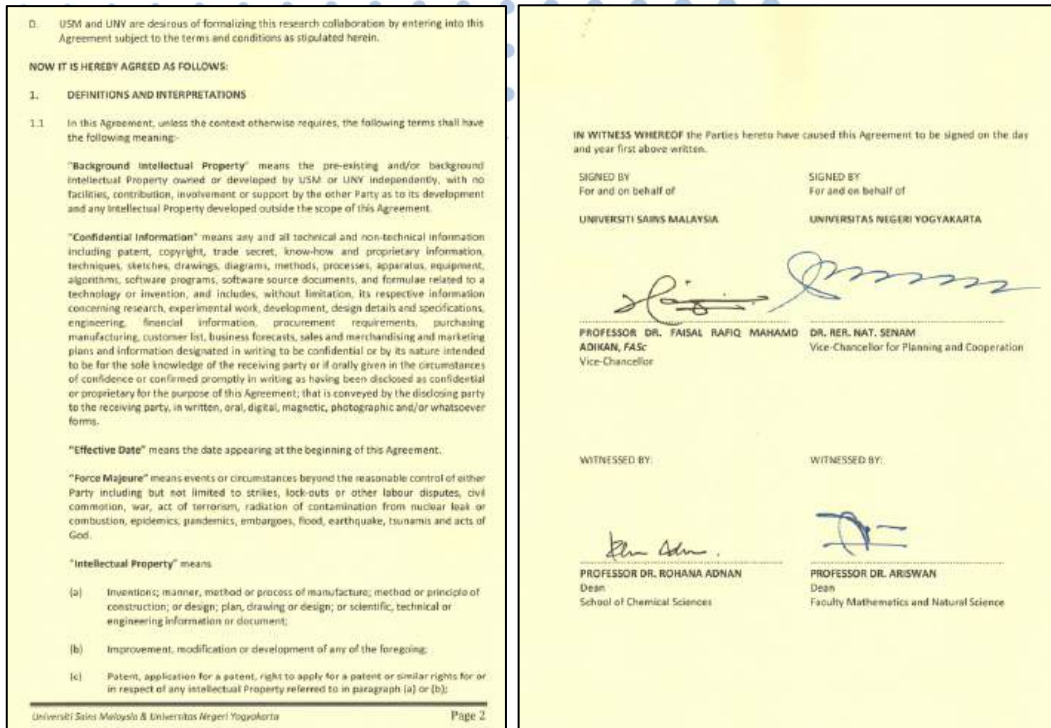 D. USM and UNY are desirous of formalizing this research collaboration by entering into this
Agreement subject to the terms and conditions as stipulated herein.
NOW IT IS HEREBY AGREED AS FOLLOWS:
1. DEFINITIONS AND INTERPRETATIONS
1.1 In this Agreement, unless the context otherwise requires, the following terms shall have
the following meaning:-
"Background Intellectual Property" means the pre-existing and/or background
Intellectual Property owned or developed by USM or UNY independently, with no
facilities, contribution, involvement or support by the other Party as to its development
and any Intellectual Property developed outside the scope of this Agreement.
"Confidential Information" means any and all technical and non-technical information
including patent, copyright, trade secret, know-how and proprietary information,
techniques, sketches, drawings, diagrams, methods, processes, apparatus, equipment,
algorithms, software programs, software source documents, and formulae related to a
technology or invention, and includes, without limitation, its respective information
concerning research, experimental work, development, design details and specifications,
engineering, financial information, procurement requirements, purchasing
manufacturing, customer list, business forecasts, sales and merchandising and marketing
plans and information designated in writing to be confidential or by its nature intended
to be for the sole knowledge of the receiving party or if orally given in the circumstances
of confidence or confirmed promptly in writing as having been disclosed as confidential
or proprietary for the purpose of this Agreement; that is conveyed by the disclosing party
to the receiving party, in written, oral, digital, magnetic, photographic and/or whatsoever
forms.
"Effective Date" means the date appearing at the beginning of this Agreement.
"Force Majeure" means events or circumstances beyond the reasonable control of either
Party including but not limited to strikes, lock-outs or other labour disputes, civil
commotion, war, act of terrorism, radiation of contamination from nuclear leak or
combustion, epidemics, pandemics, embargoes, flood, earthquake, tsunamis and acts of
God.
"Intellectual Property" means
(a) Inventions; manner, method or process of manufacture; method or principle of
construction; or design; plan, drawing or design; or scientific, technical or
engineering information or document;
(b) Improvement, modification or development of any of the foregoing;
(c) Patent, application for a patent, right to apply for a patent or similar rights for or
in respect of any Intellectual Property referred to in paragraph (a) or (b);
Universiti Sains Malaysia & Universitas Negeri Yogyakarta Page 2
IN WITNESS WHEREOF the Parties hereto have caused this Agreement to be signed on the day
and year first above written.
SIGNED BY
For and on behalf of
UNIVERSITI SAINS MALAYSIA
PROFESSOR DR. FAISAL RAFIQ MAHAMD
ADIKAN, FASc
Vice-Chancellor
SIGNED BY
For and on behalf of
UNIVERSITAS NEGERI YOGYAKARTA
DR. RER. NAT. SENAM
Vice-Chancellor for Planning and Cooperation
WITNESSED BY:
PROFESSOR DR. ROHANA ADNAN
Dean
School of Chemical Sciences
WITNESSED BY:
PROFESSOR DR. ARISWAN
Dean
Faculty Mathematics and Natural Science